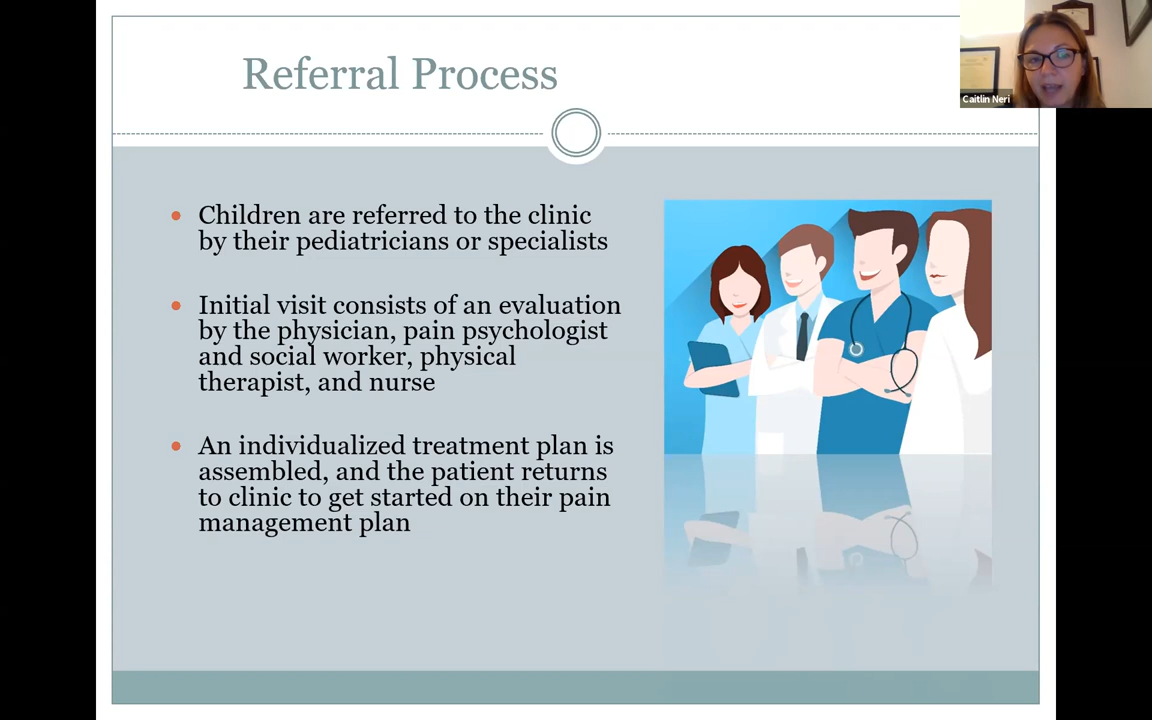 Referral Process
Caitlin Neri
Children are referred to the clinic
by their pediatricians or specialists
Initial visit consists of an evaluation
by the physician, pain psychologist
and social worker, physical
therapist, and nurse
An individualized treatment plan is
assembled, and the patient returns
to clinic to get started on their pain
management plan